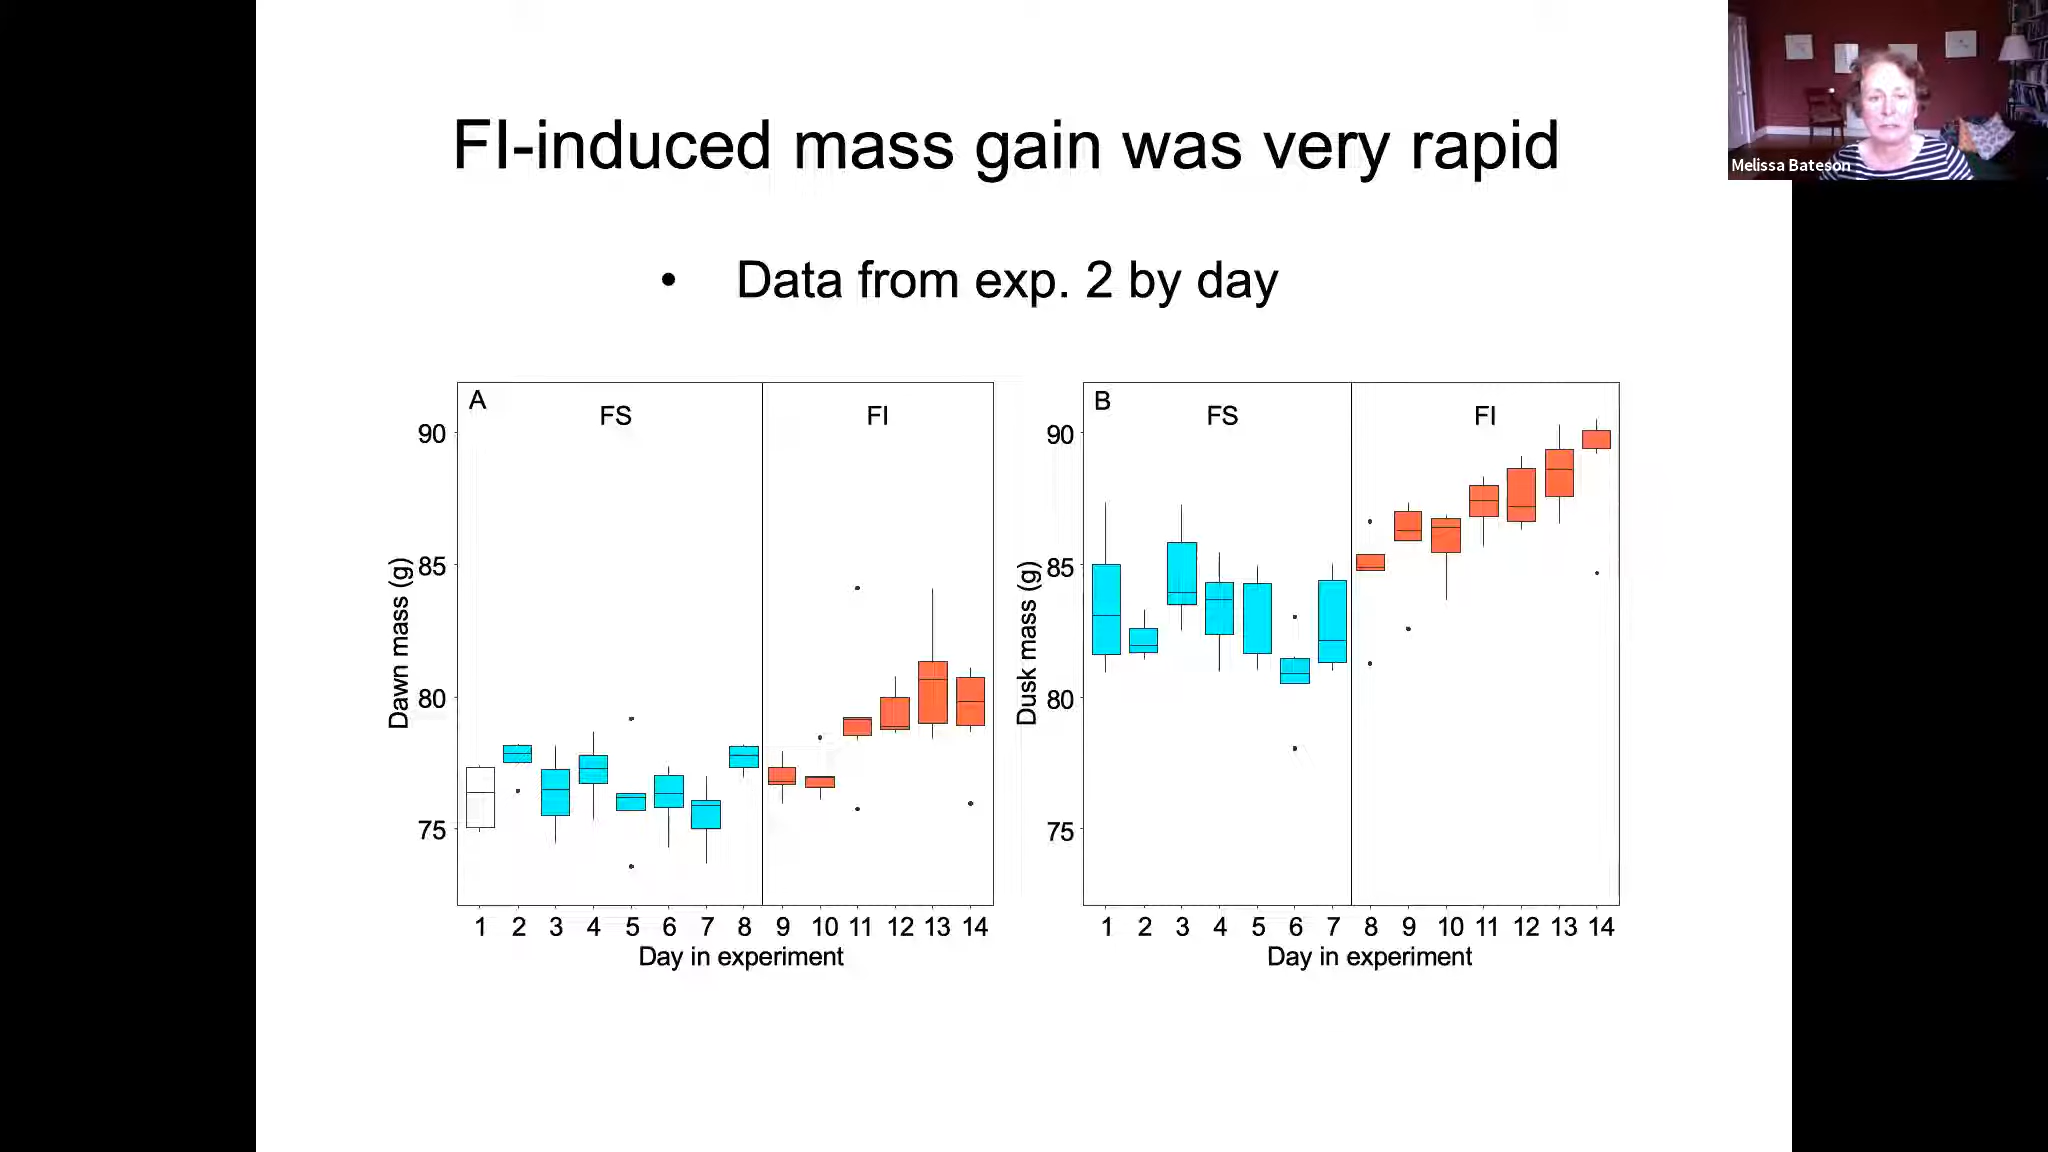 FI-induced mass gain was very rapid
Melissa Bateson
• Data from exp. 2 by day
A
FS
FI
90
85
80
75
Dawn mass (g)
1 2 3 4 5 6 7 8 9 10 11 12 13 14
Day in experiment
B
FS
FI
90
85
80
75
Dusk mass (g)
1 2 3 4 5 6 7 8 9 10 11 12 13 14
Day in experiment